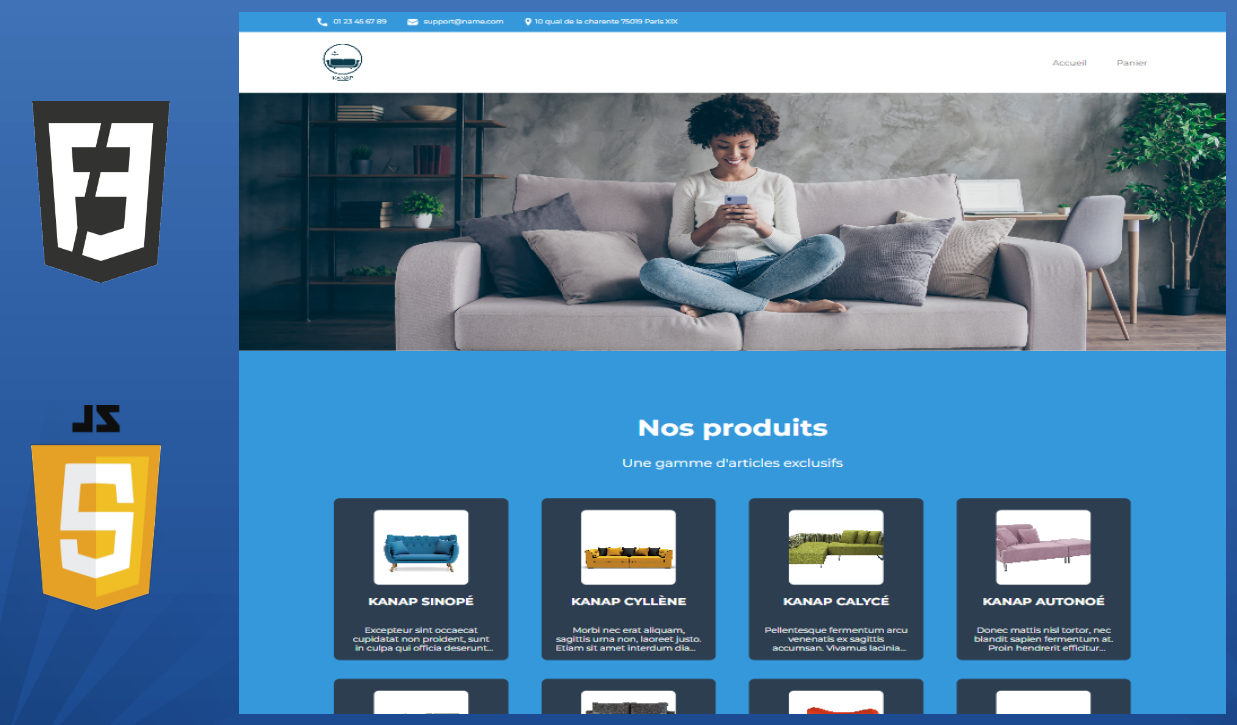 01 23 45 67 89
support@name.com
10 quai de la charente 75019 Paris XIX
KANAP
Accueil
Panier
JS
Nos produits
Une gamme d'articles exclusifs
KANAP SINOPÉ
Excepteur sint occaecat
cupidatat non proident, sunt
in culpa qui officia deserunt...
KANAP CYLLÈNE
Morbi nec erat aliquam,
sagittis urna non, laoreet justo.
Etiam sit amet interdum dia...
KANAP CALYCÉ
Pellentesque fermentum arcu
venenatis ex sagittis
accumsan. Vivamus lacinia...
KANAP AUTONOÉ
Donec mattis nisl tortor, nec
blandit sapien fermentum at.
Proin hendrerit efficitur...